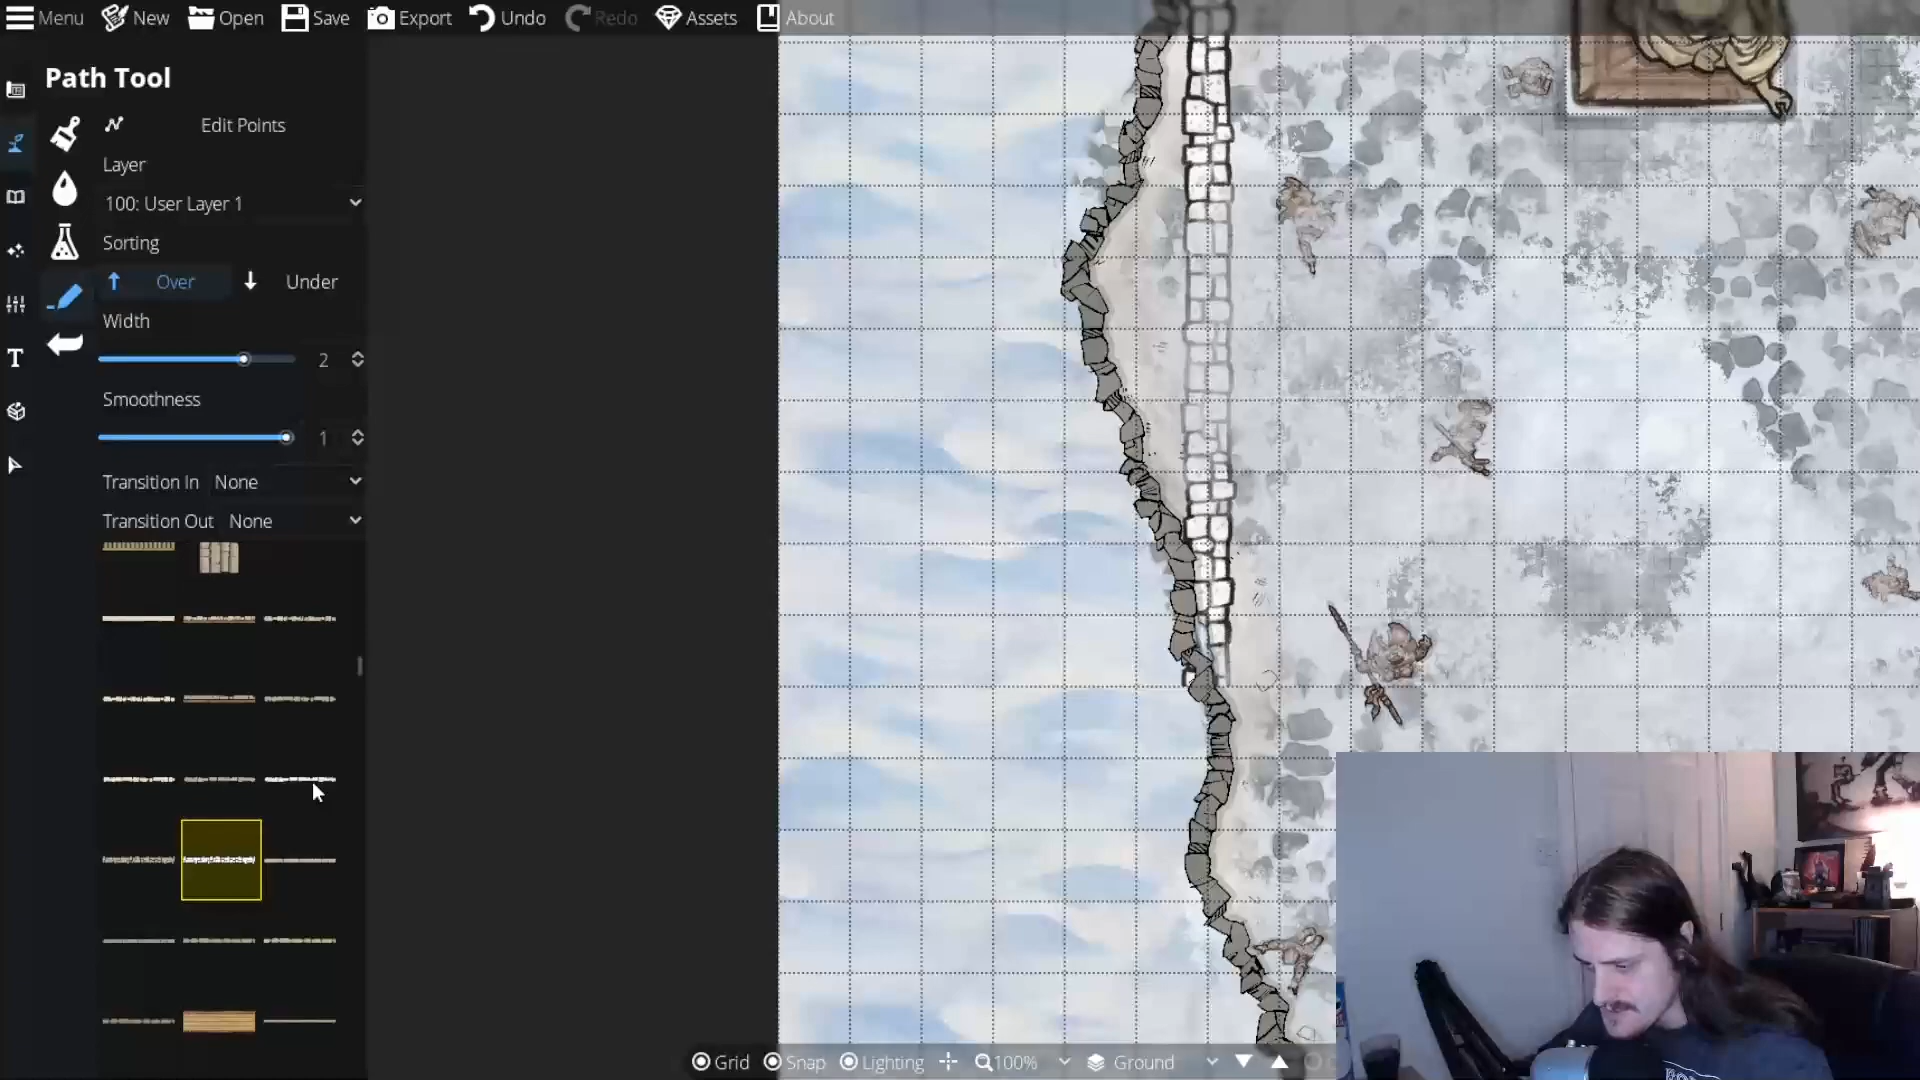 Menu New Open Save Export Undo Redo Assets About
Path Tool
Edit Points
Layer
100: User Layer 1
Sorting
Over Under
Width
2
Smoothness
1
Transition In None
Transition Out None
Grid Snap Lighting 100% Ground